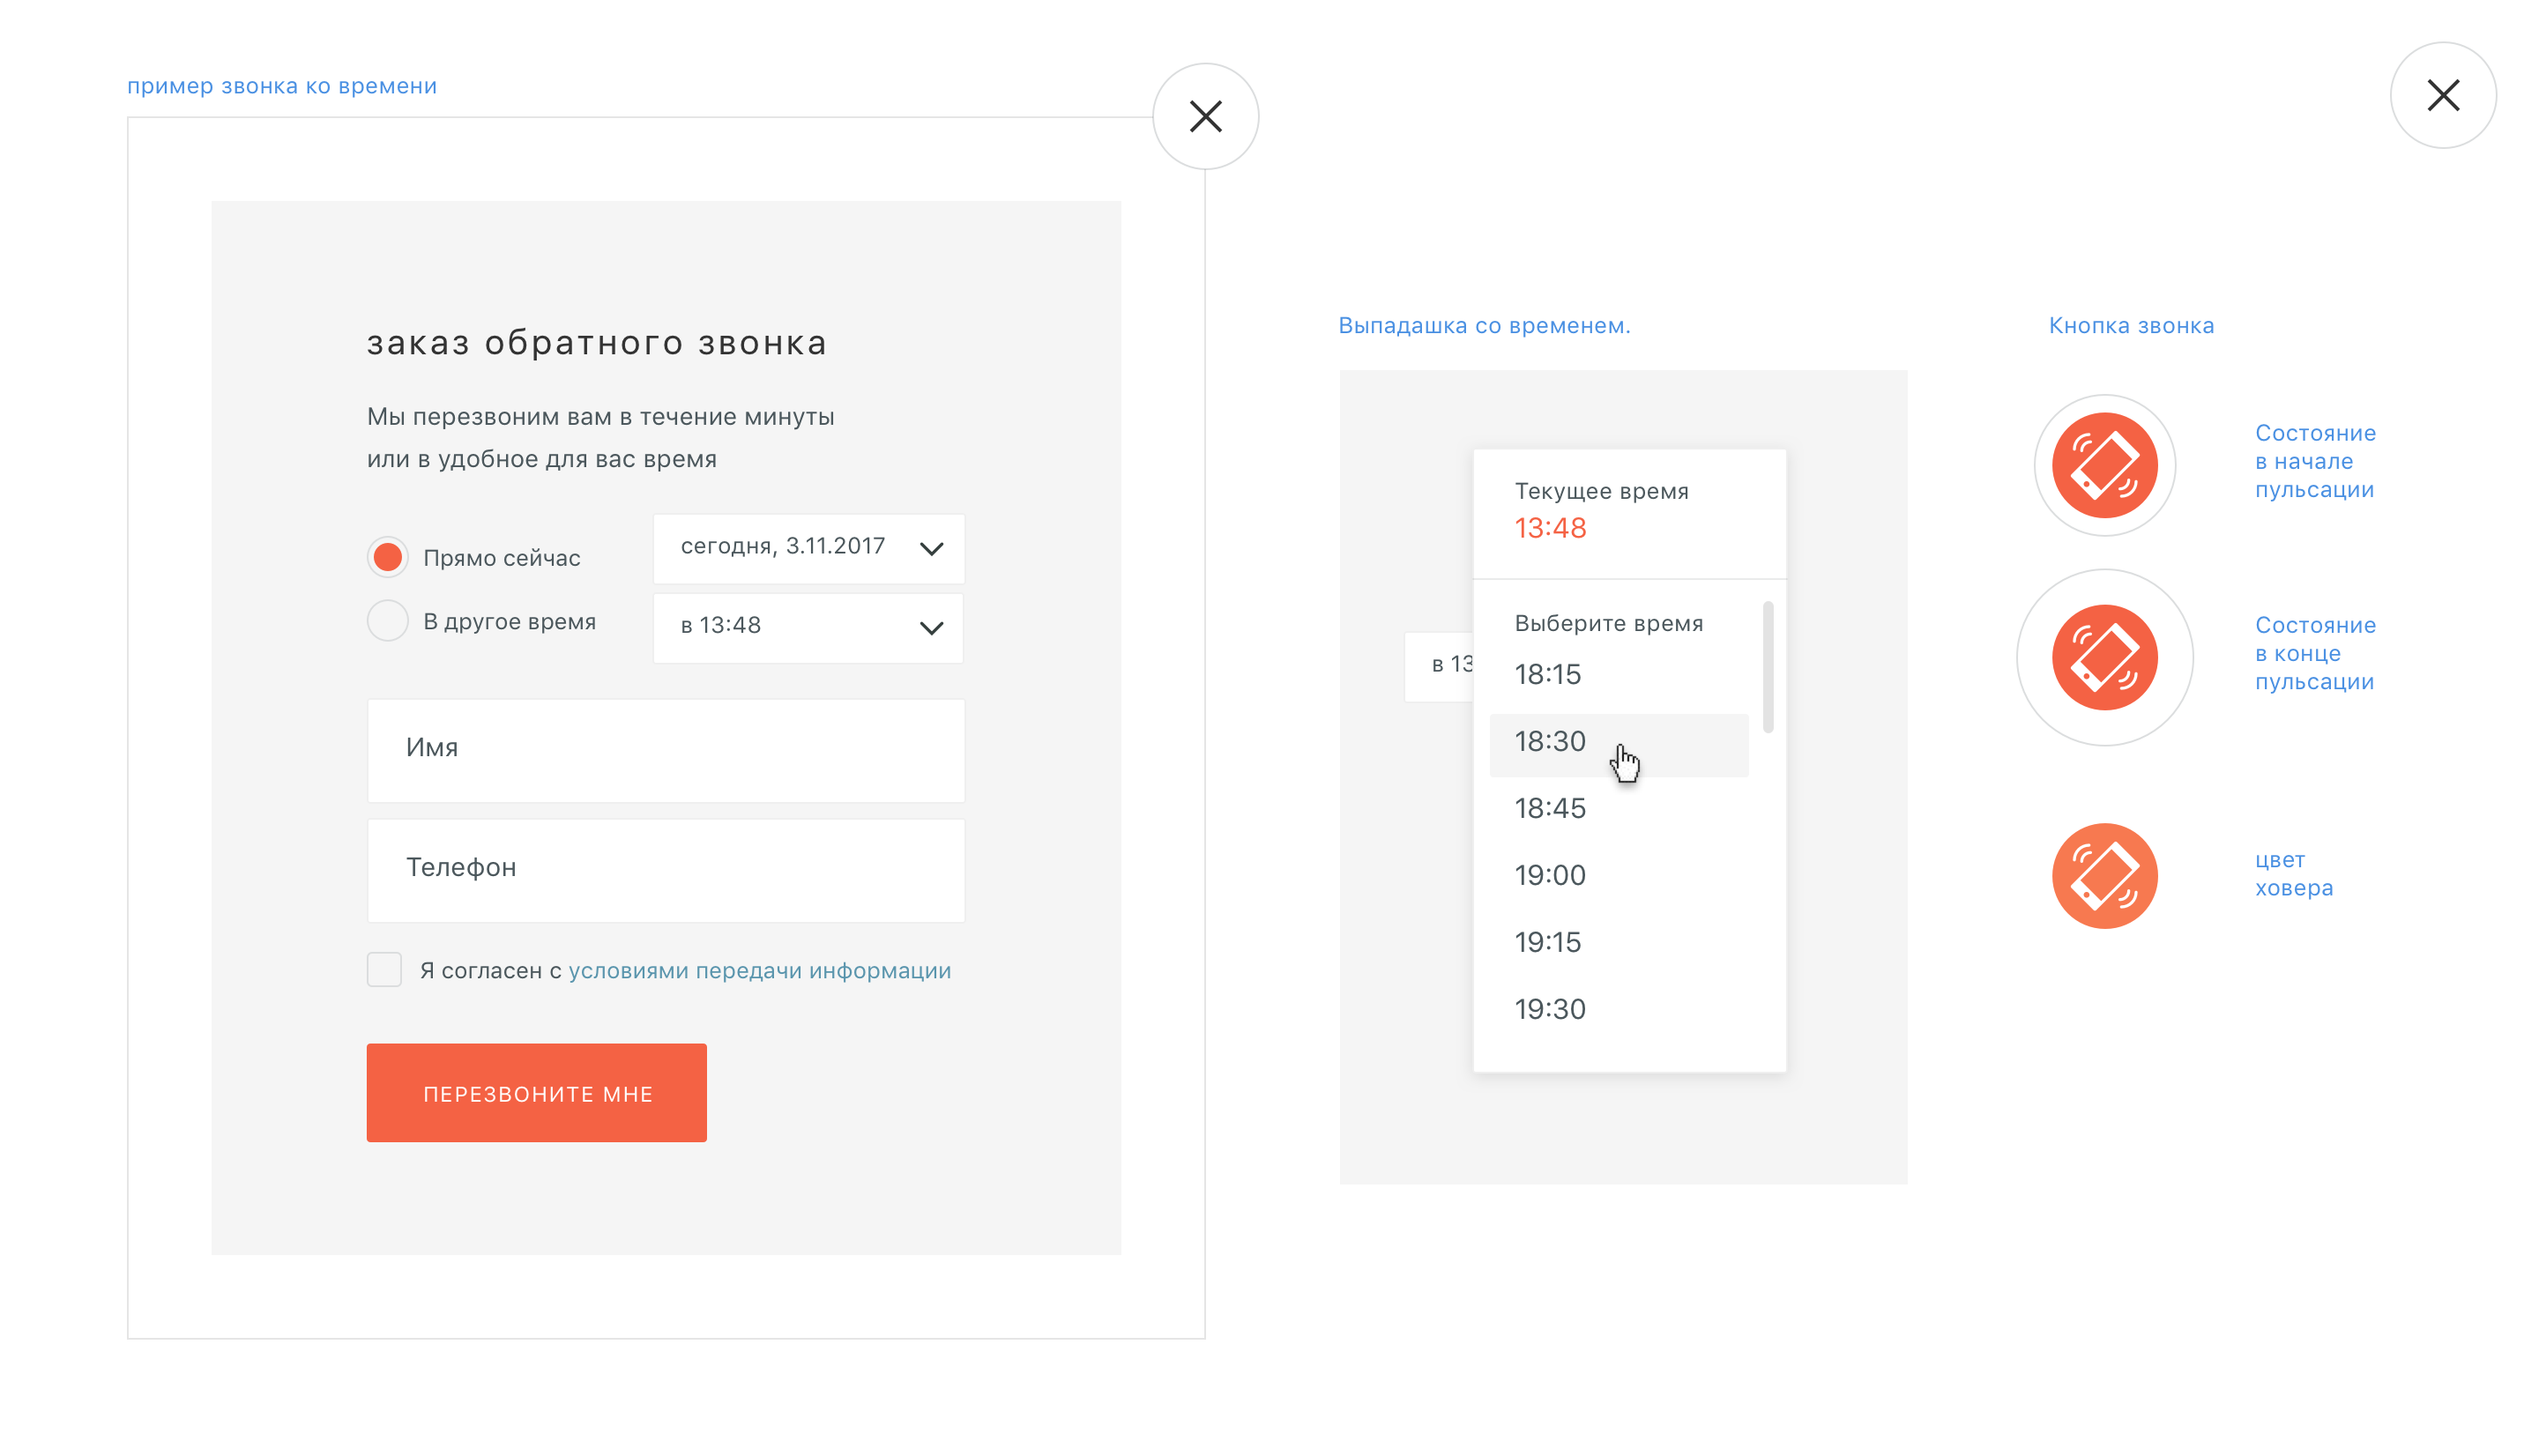 пример звонка ко времени
заказ обратного звонка
Мы перезвоним вам в течение минуты
или в удобное для вас время
Прямо сейчас
сегодня, 3.11.2017
В другое время
в 13:48
Имя
Телефон
Я согласен с условиями передачи информации
ПЕРЕЗВОНИТЕ МНЕ
Выпадашка со временем.
Текущее время
13:48
Выберите время
в 13
18:15
18:30
18:45
19:00
19:15
19:30
Кнопка звонка
Состояние
в начале
пульсации
Состояние
в конце
пульсации
цвет
ховера